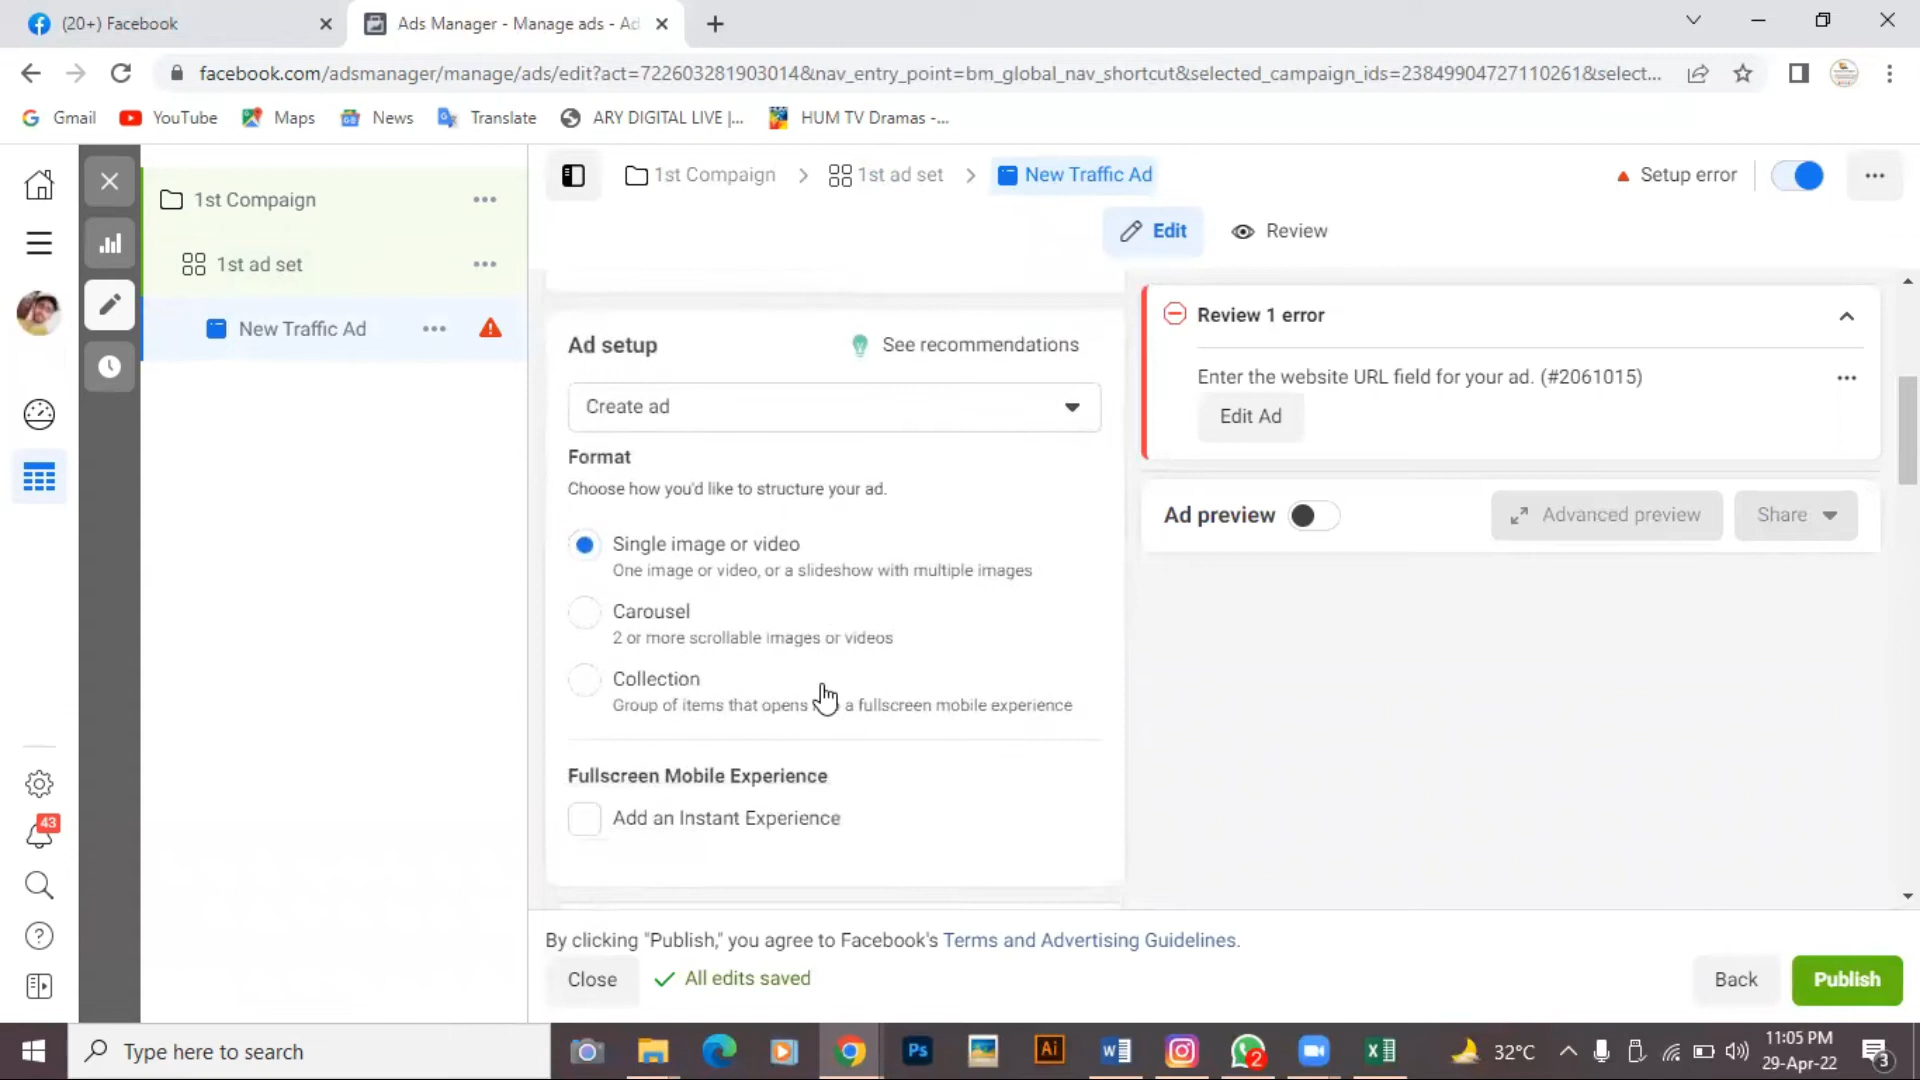 (20+) Facebook
Ads Manager - Manage ads - Ad
facebook.com/adsmanager/manage/ads/edit?act=722603281903014&nav_entry_point=bm_global_nav_shortcut&selected_campaign_ids=23849904727110261&select...
Gmail YouTube Maps News Translate ARY DIGITAL LIVE |... HUM TV Dramas -...
1st Compaign
1st ad set
New Traffic Ad
1st Compaign > 1st ad set > New Traffic Ad
Setup error
Edit
Review
Ad setup
See recommendations
Create ad
Format
Choose how you'd like to structure your ad.
Single image or video
One image or video, or a slideshow with multiple images
Carousel
2 or more scrollable images or videos
Collection
Group of items that opens a fullscreen mobile experience
Fullscreen Mobile Experience
Add an Instant Experience
Review 1 error
Enter the website URL field for your ad. (#2061015)
Edit Ad
Ad preview
Advanced preview
Share
43
By clicking "Publish," you agree to Facebook's Terms and Advertising Guidelines.
Close
All edits saved
Back
Publish
Type here to search
Ps
Ai
2
32°C
11:05 PM
29-Apr-22
3